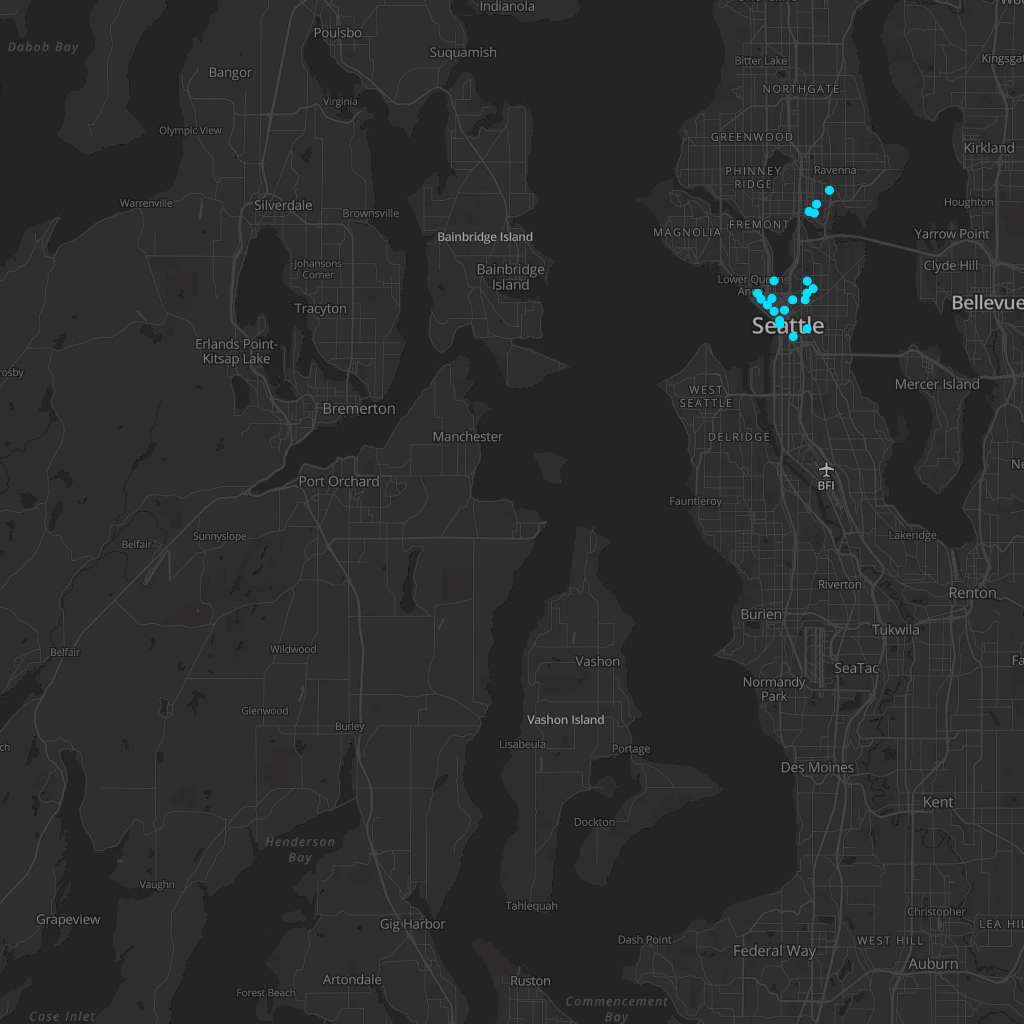 Indianola
Poulsbo
Dabob Bay
Suquamish
Bitter Lake
Kingsga
Bangor
NORTHGATE
Virginia
Olympic View
GREENWOOD
Kirkland
PHINNEY
RIDGE
Ravenna
Warrenville
Silverdale
Brownsville
Houghton
MAGNOLIA
FREMONT
Yarrow Point
Bainbridge Island
Johansons
Corner
Bainbridge
Island
Clyde Hill
Lower Queen
Tracyton
Bellevue
Seattle
Erlands Point-
Kitsap Lake
rosby
Mercer Island
WEST
SEATTLE
Bremerton
Manchester
DELRIDGE
Port Orchard
BFI
Ne
Fauntleroy
Belfair
Sunnyslope
Lakeridge
Riverton
Renton
Burien
Tukwila
Belfair
Wildwood
Vashon
SeaTac
Fa
Normandy
Park
Glenwood
Burley
Vashon Island
Lisabeula
Portage
ch
Des Moines
Kent
Dockton
Henderson
Bay
Vaughn
Grapeview
Tahlequah
Gig Harbor
Christopher
LEA HIL
Dash Point
WEST HILL
Federal Way
Auburn
Artondale
Ruston
Forest Beach
Commencement
Bay
Case Inlet